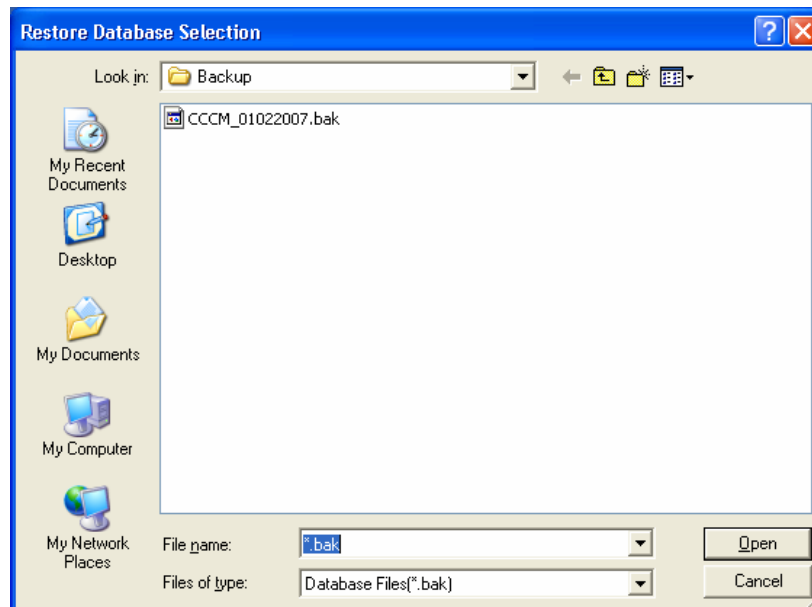 Restore Database Selection
Look in: Backup
CCCM_01022007.bak
My Recent
Documents
Desktop
My Documents
My Computer
My Network
Places
File name: *.bak Open
Files of type: Database Files(*.bak) Cancel